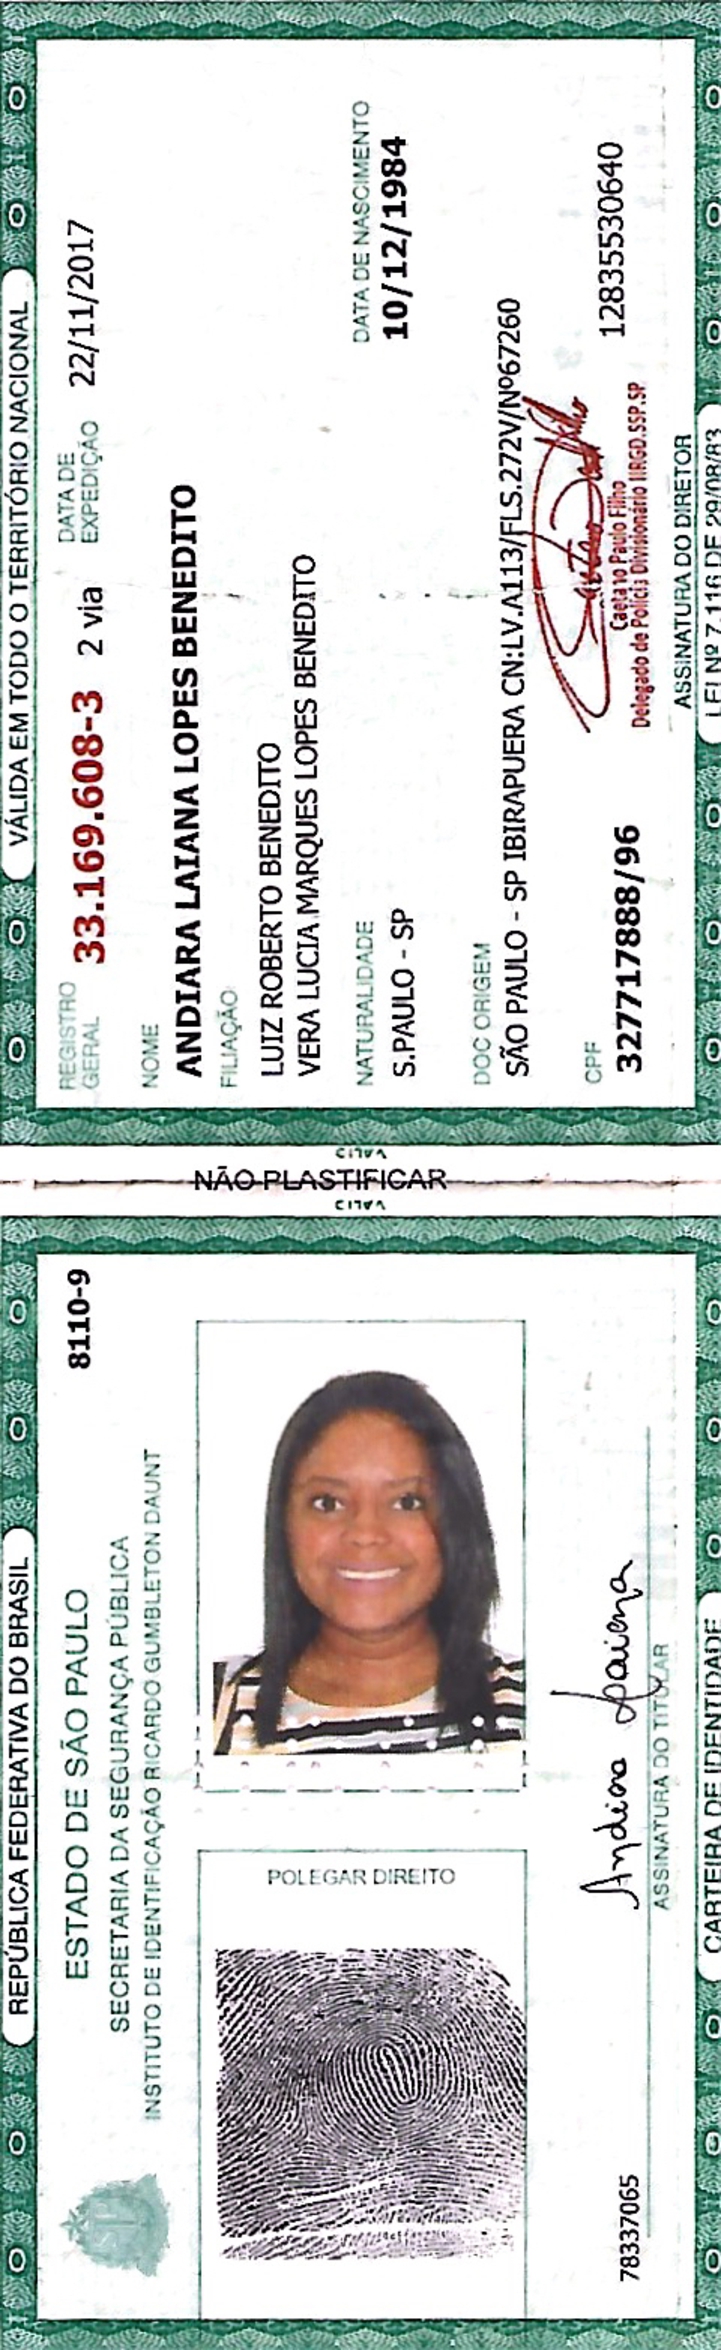 VÁLIDA EM TODO O TERRITÓRIO NACIONAL
REGISTRO GERAL 33.169.608-3 2 via DATA DE EXPEDIÇÃO 22/11/2017
NOME
ANDIARA LAIANA LOPES BENEDITO
FILIAÇÃO
LUIZ ROBERTO BENEDITO
VERA LUCIA MARQUES LOPES BENEDITO
NATURALIDADE DATA DE NASCIMENTO
S.PAULO - SP 10/12/1984
DOC ORIGEM
SÃO PAULO - SP IBIRAPUERA CN:LV.A113/FLS.272V/Nº67260
CPF
327717888/96 12835530640
Caetano Paulo Filho
Delegado de Polícia Divisionário IIRGD.SSP.SP
ASSINATURA DO DIRETOR
LEI Nº 7.116 DE 29/08/83
NÃO PLASTIFICAR
REPÚBLICA FEDERATIVA DO BRASIL
8110-9
ESTADO DE SÃO PAULO
SECRETARIA DA SEGURANÇA PÚBLICA
INSTITUTO DE IDENTIFICAÇÃO RICARDO GUMBLETON DAUNT
POLEGAR DIREITO
78337065
Andiara Laiana
ASSINATURA DO TITULAR
CARTEIRA DE IDENTIDADE